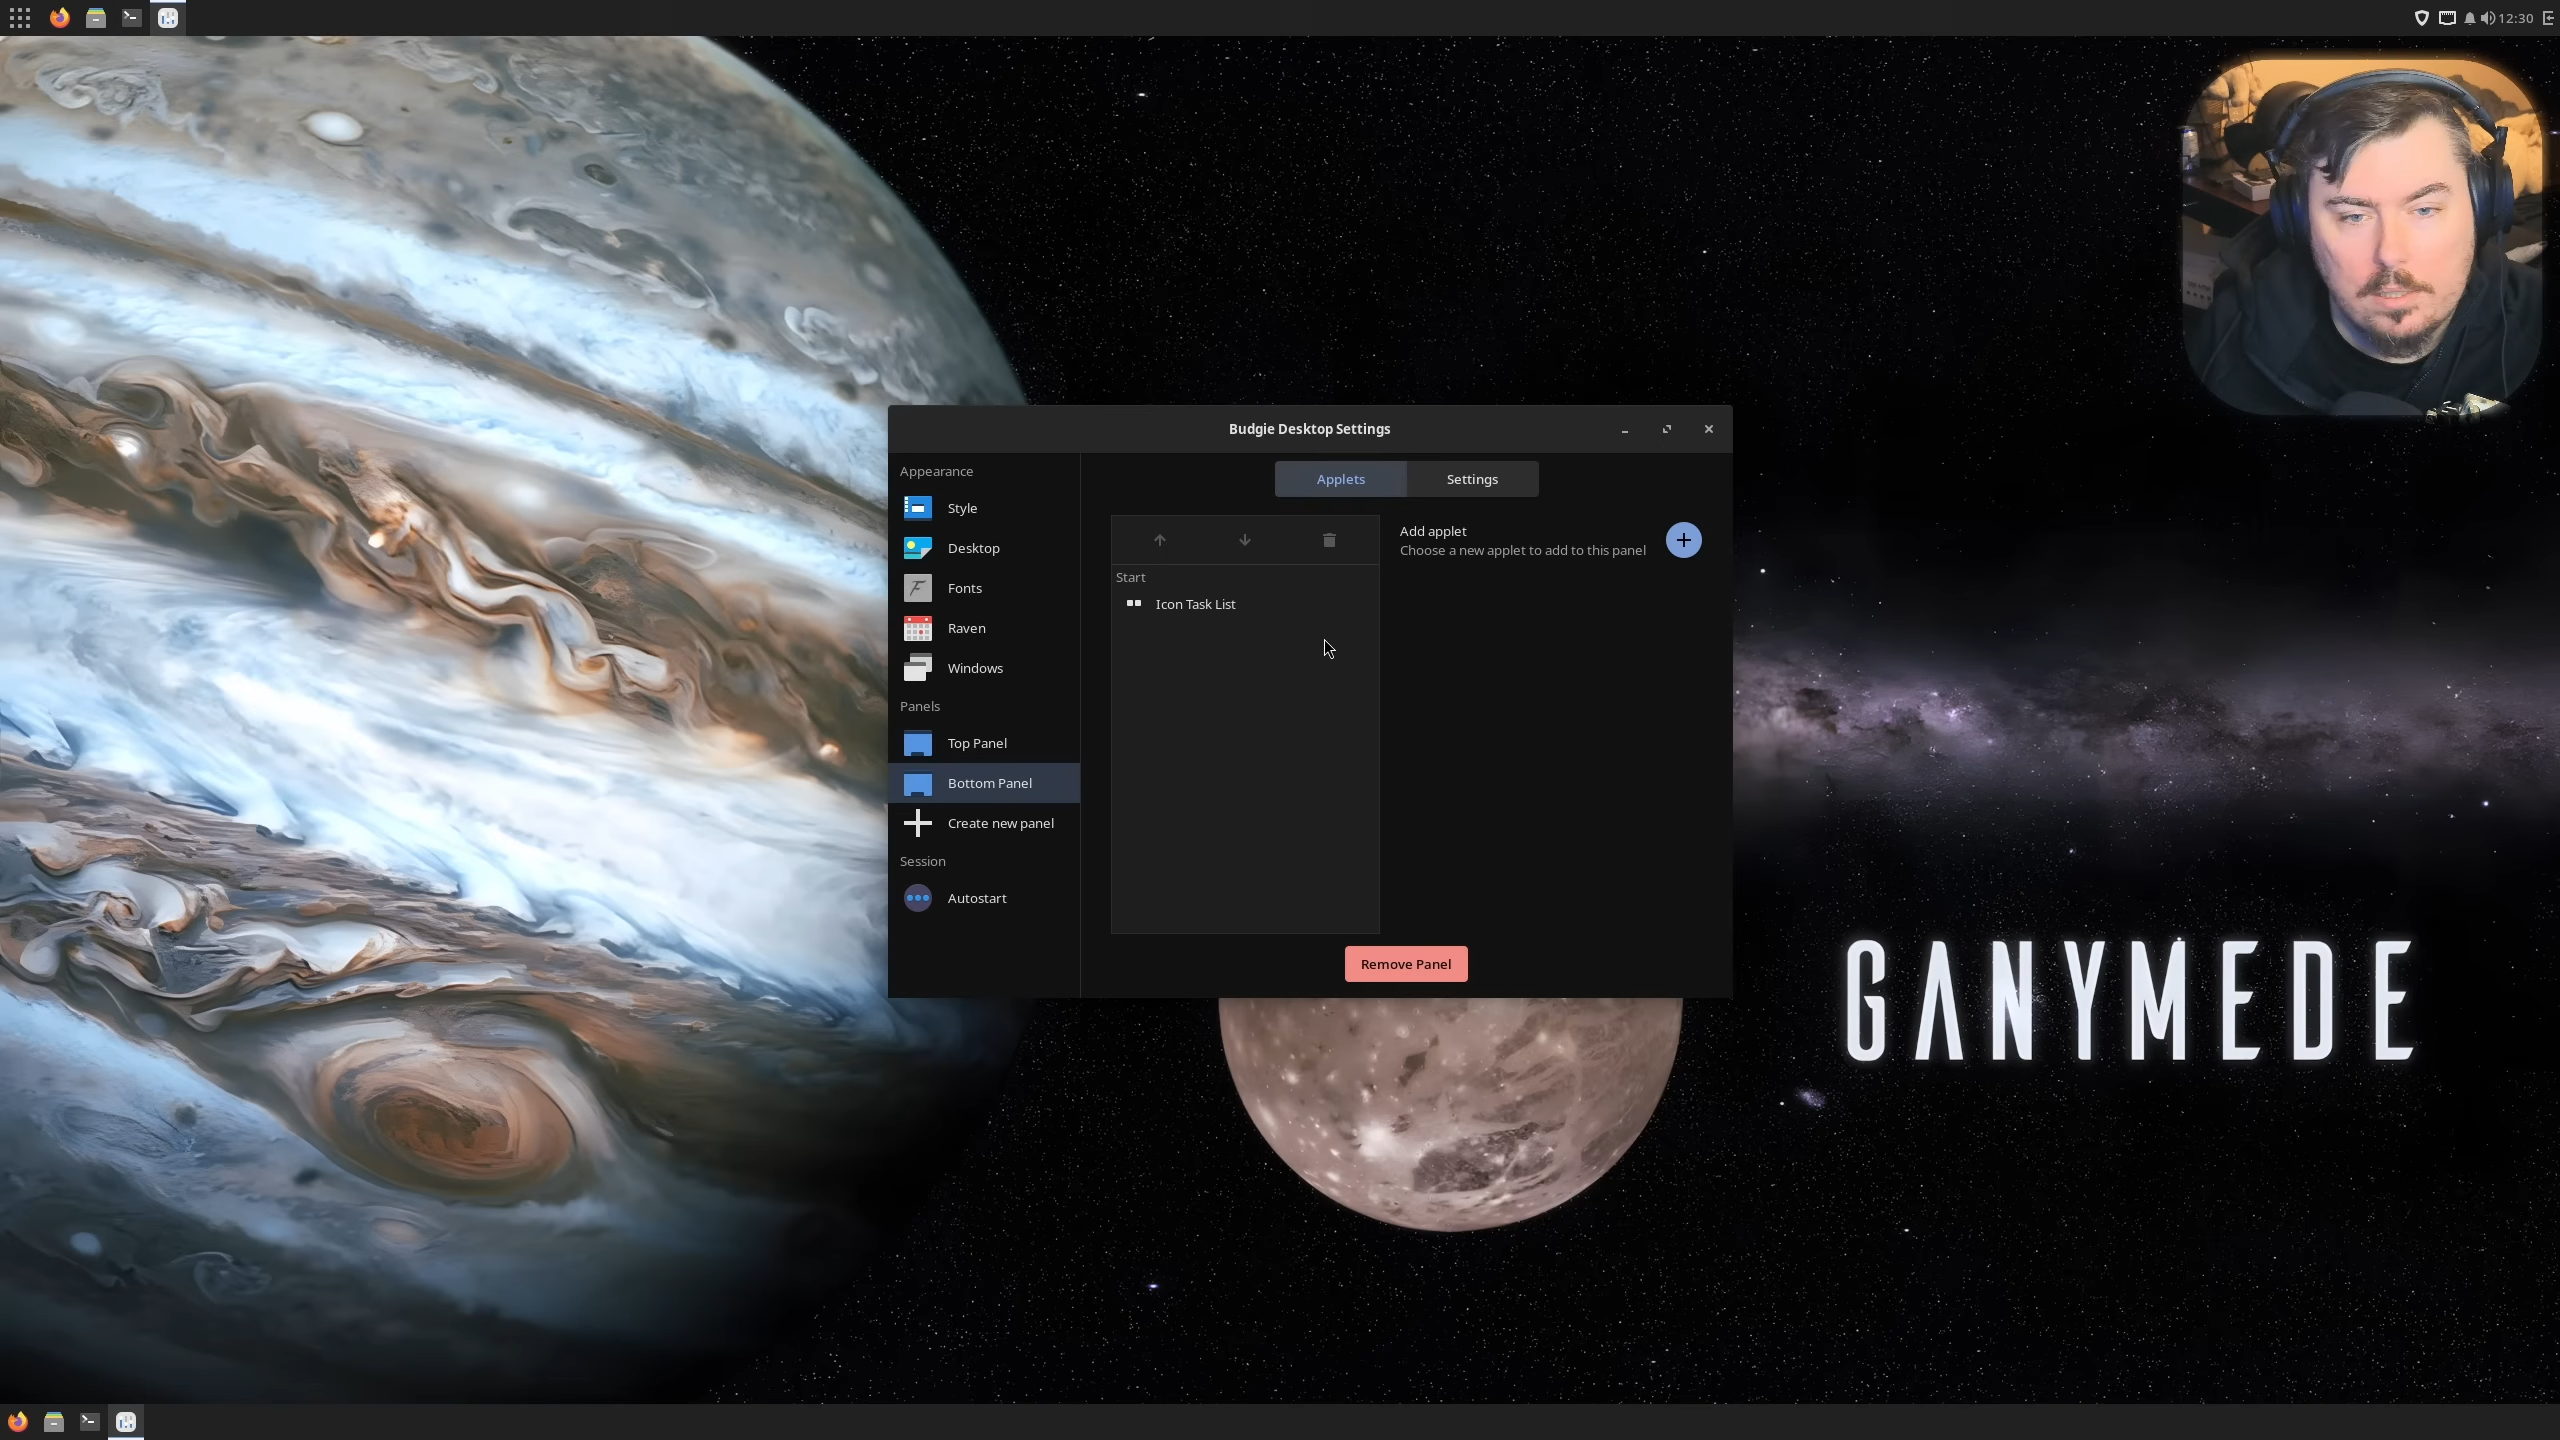 12:30
Budgie Desktop Settings
Appearance
Style
Desktop
Fonts
Raven
Windows
Panels
Top Panel
Bottom Panel
Create new panel
Session
Autostart
Applets
Settings
Start
Icon Task List
Add applet
Choose a new applet to add to this panel
Remove Panel
GANYMEDE